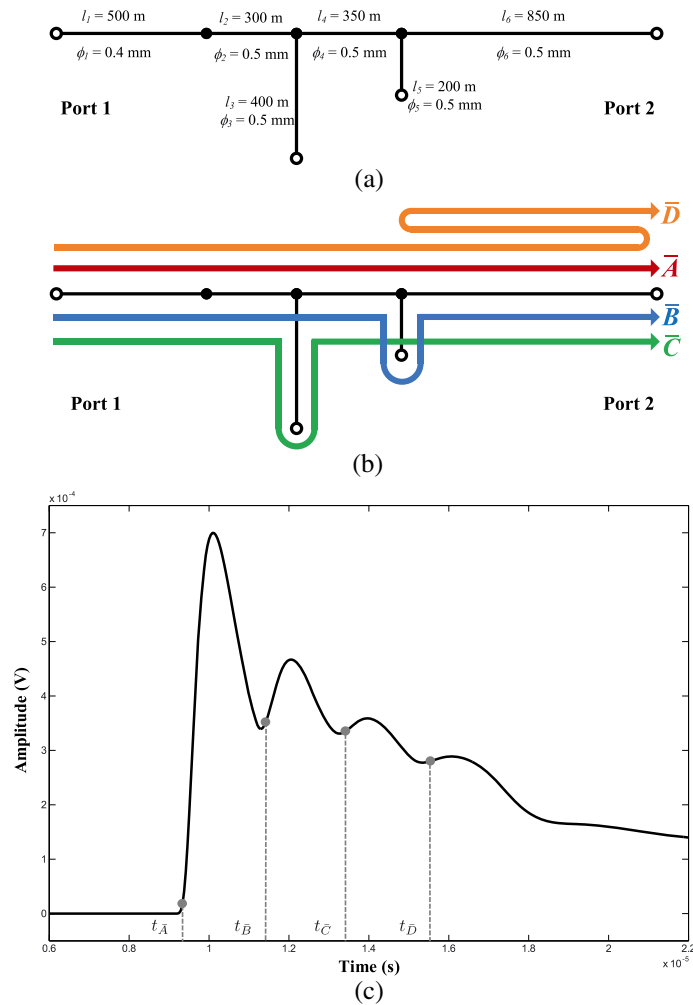 l1 = 500 m l2 = 300 m l4 = 350 m l6 = 850 m
ϕ1 = 0.4 mm ϕ2 = 0.5 mm ϕ4 = 0.5 mm ϕ6 = 0.5 mm
l3 = 400 m
ϕ3 = 0.5 mm
l5 = 200 m
ϕ5 = 0.5 mm
Port 1 Port 2
(a)
D̄
Ā
B̄
C̄
Port 1 Port 2
(b)
x 10⁻⁴
7
6
5
4
3
2
1
0
Amplitude (V)
tĀ tB̄ tC̄ tD̄
0.6 0.8 1 1.2 1.4 1.6 1.8 2 2.2
x 10⁻⁵
Time (s)
(c)